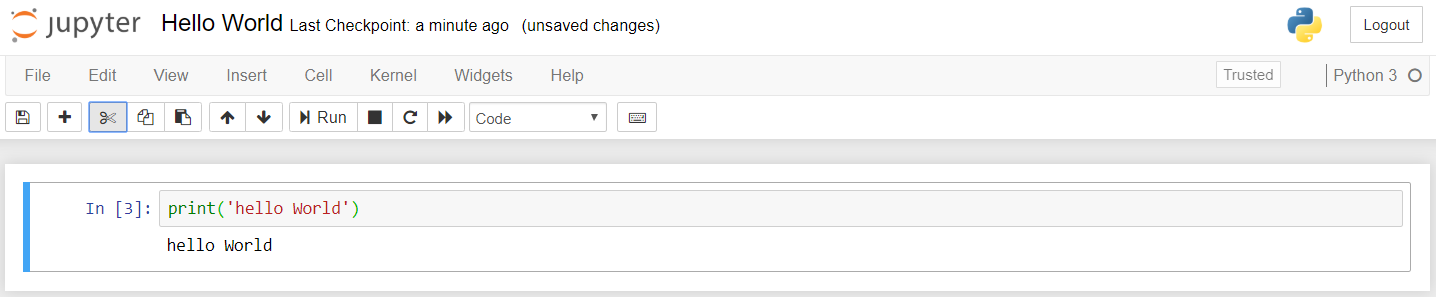 jupyter Hello World Last Checkpoint: a minute ago (unsaved changes) Logout
File Edit View Insert Cell Kernel Widgets Help Trusted Python 3
Run Code
In [3]: print('hello World')
hello World